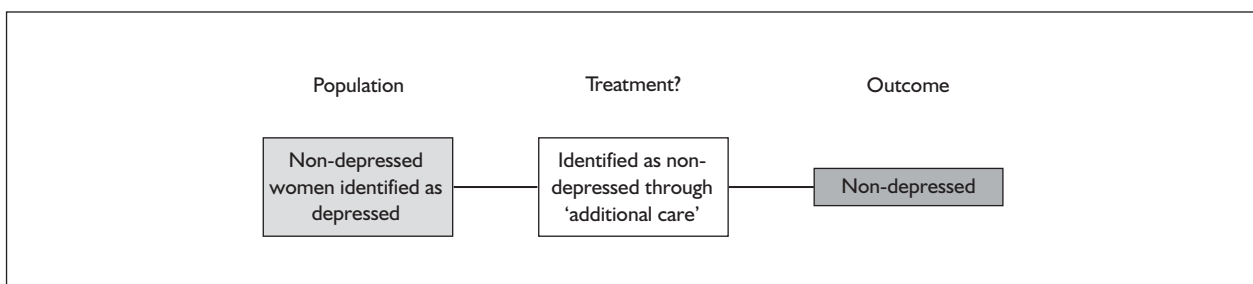 Population
Treatment?
Outcome
Non-depressed
women identified as
depressed
Identified as non-
depressed through
‘additional care’
Non-depressed